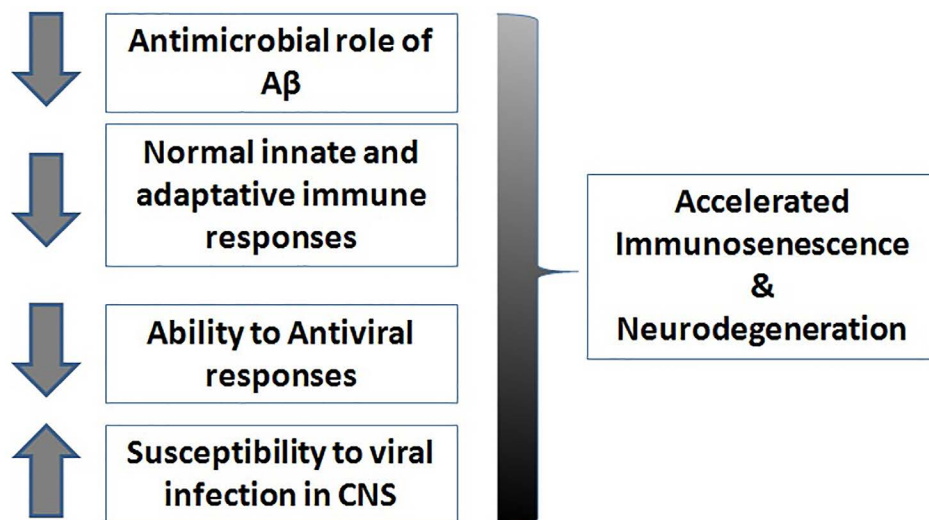 Antimicrobial role of
Aβ
Normal innate and
adaptative immune
responses
Ability to Antiviral
responses
Susceptibility to viral
infection in CNS
Accelerated
Immunosenescence
&
Neurodegeneration